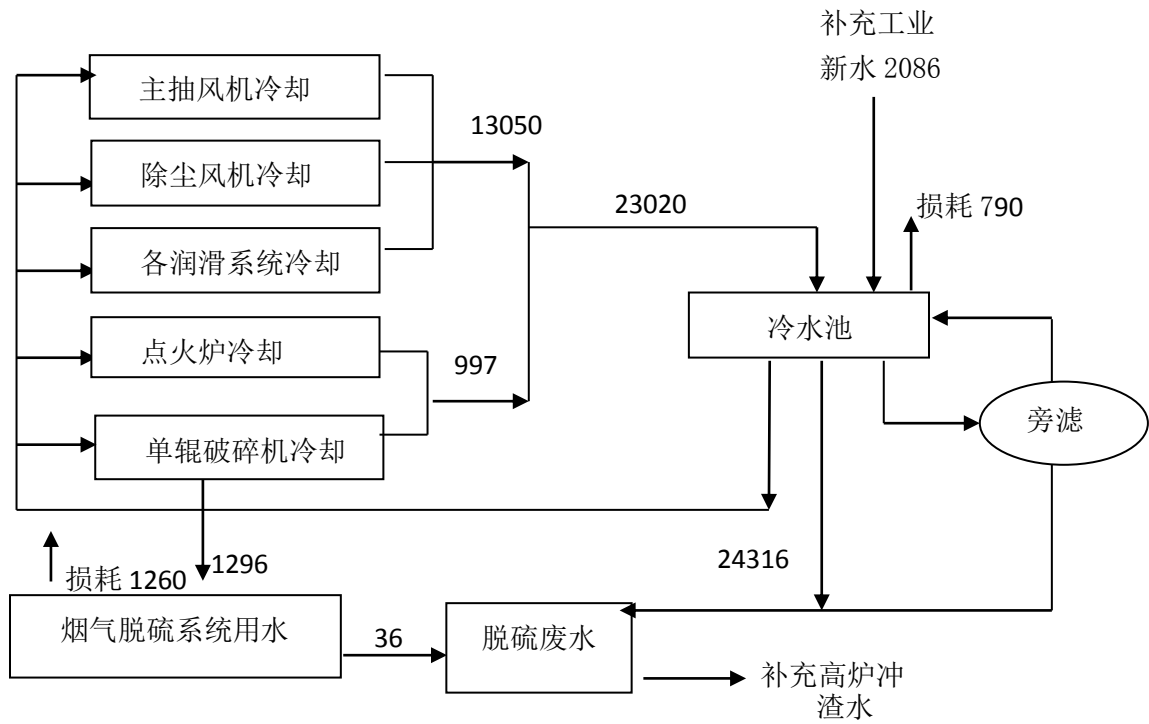 补充工业
新水 2086
主抽风机冷却
13050
除尘风机冷却
23020
损耗 790
各润滑系统冷却
冷水池
点火炉冷却
997
旁滤
单辊破碎机冷却
24316
1296
损耗 1260
烟气脱硫系统用水
36
脱硫废水
补充高炉冲
渣水